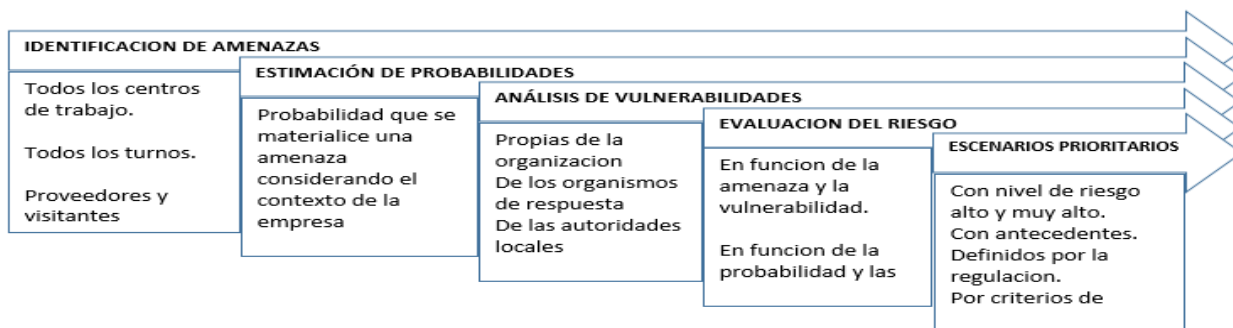 IDENTIFICACION DE AMENAZAS
Todos los centros
de trabajo.
Todos los turnos.
Proveedores y
visitantes
ESTIMACIÓN DE PROBABILIDADES
Probabilidad que se
materialice una
amenaza
considerando el
contexto de la
empresa
ANÁLISIS DE VULNERABILIDADES
Propias de la
organizacion
De los organismos
de respuesta
De las autoridades
locales
EVALUACION DEL RIESGO
En funcion de la
amenaza y la
vulnerabilidad.
En funcion de la
probabilidad y las
ESCENARIOS PRIORITARIOS
Con nivel de riesgo
alto y muy alto.
Con antecedentes.
Definidos por la
regulacion.
Por criterios de